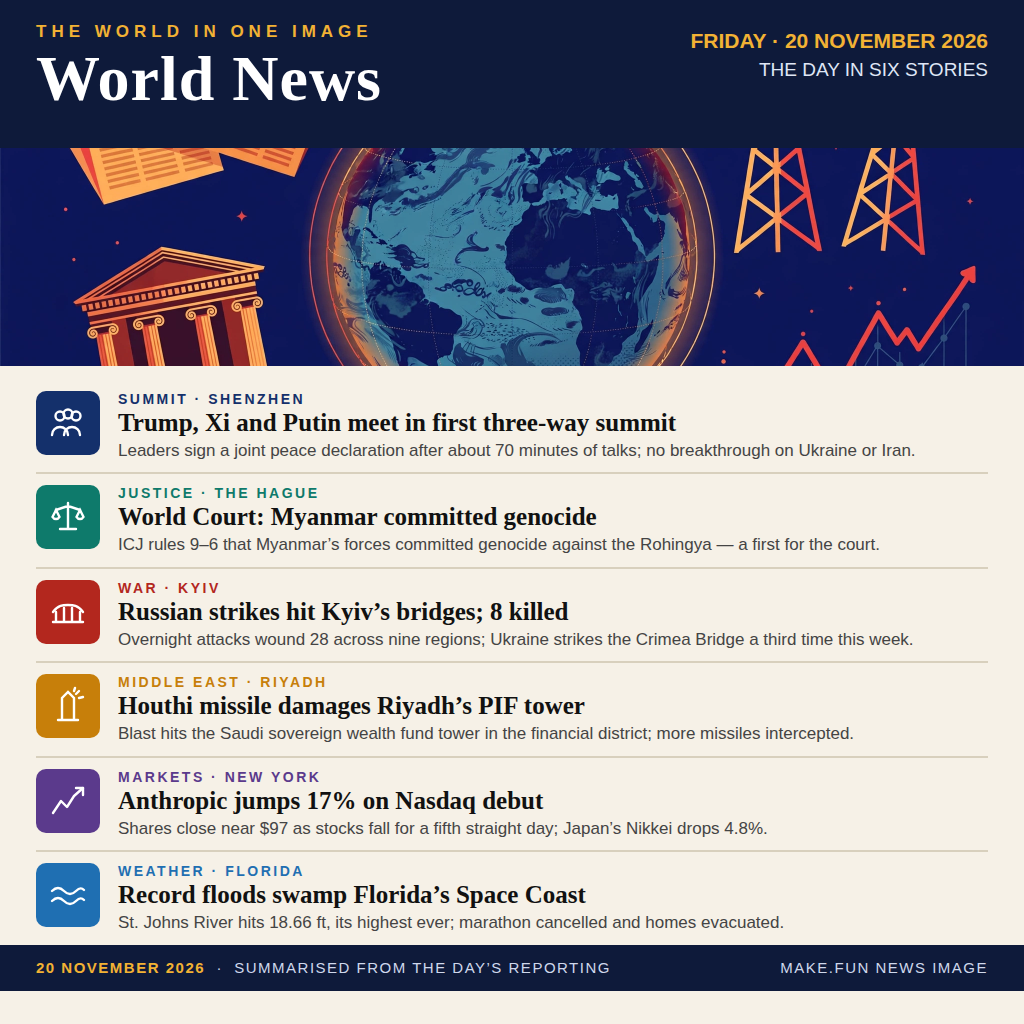 THE WORLD IN ONE IMAGE
World News
FRIDAY · 20 NOVEMBER 2026
THE DAY IN SIX STORIES
SUMMIT · SHENZHEN
Trump, Xi and Putin meet in first three-way summit
Leaders sign a joint peace declaration after about 70 minutes of talks; no breakthrough on Ukraine or Iran.
JUSTICE · THE HAGUE
World Court: Myanmar committed genocide
ICJ rules 9–6 that Myanmar’s forces committed genocide against the Rohingya — a first for the court.
WAR · KYIV
Russian strikes hit Kyiv’s bridges; 8 killed
Overnight attacks wound 28 across nine regions; Ukraine strikes the Crimea Bridge a third time this week.
MIDDLE EAST · RIYADH
Houthi missile damages Riyadh’s PIF tower
Blast hits the Saudi sovereign wealth fund tower in the financial district; more missiles intercepted.
MARKETS · NEW YORK
Anthropic jumps 17% on Nasdaq debut
Shares close near $97 as stocks fall for a fifth straight day; Japan’s Nikkei drops 4.8%.
WEATHER · FLORIDA
Record floods swamp Florida’s Space Coast
St. Johns River hits 18.66 ft, its highest ever; marathon cancelled and homes evacuated.
20 NOVEMBER 2026 · SUMMARISED FROM THE DAY’S REPORTING
MAKE.FUN NEWS IMAGE